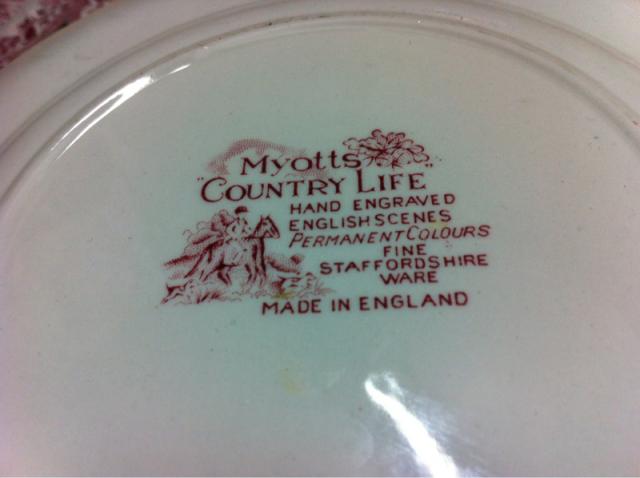 Myotts
"COUNTRY LIFE"
HAND ENGRAVED
ENGLISH SCENES
PERMANENT COLOURS
FINE
STAFFORDSHIRE
WARE
MADE IN ENGLAND